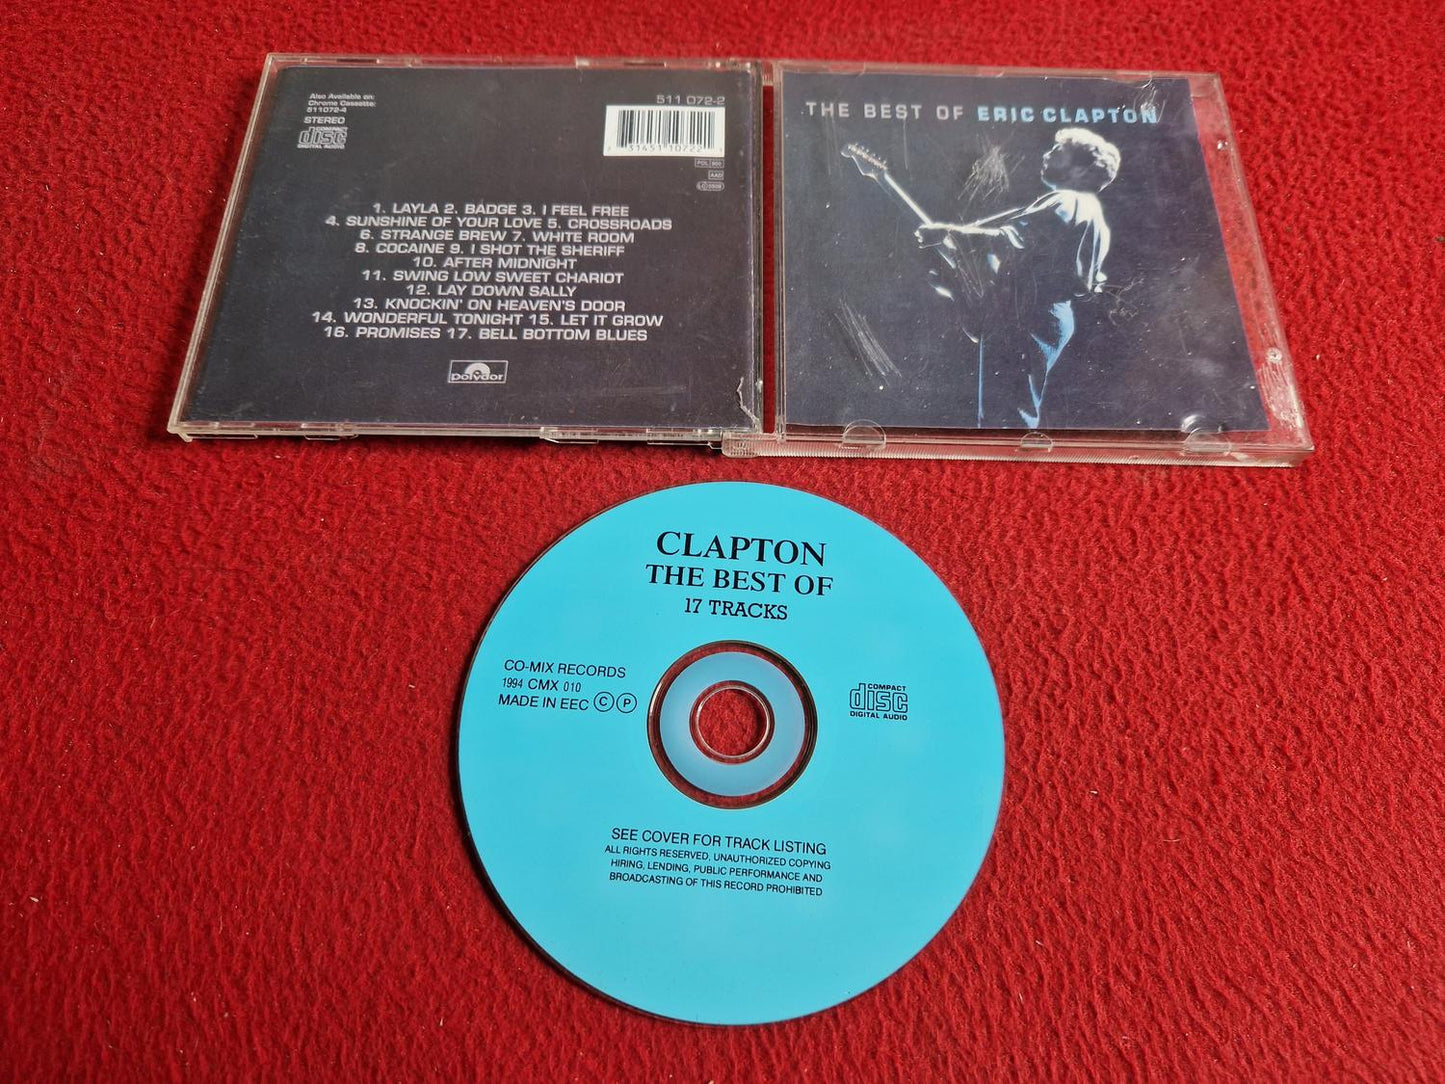 Also Available on:
Chrome Cassette:
511072-4
STEREO
COMPACT
disc
DIGITAL AUDIO
511 072-2
31451 10722
POL 900
AAD
1. LAYLA 2. BADGE 3. I FEEL FREE
4. SUNSHINE OF YOUR LOVE 5. CROSSROADS
6. STRANGE BREW 7. WHITE ROOM
8. COCAINE 9. I SHOT THE SHERIFF
10. AFTER MIDNIGHT
11. SWING LOW SWEET CHARIOT
12. LAY DOWN SALLY
13. KNOCKIN' ON HEAVEN'S DOOR
14. WONDERFUL TONIGHT 15. LET IT GROW
16. PROMISES 17. BELL BOTTOM BLUES
polydor
THE BEST OF ERIC CLAPTON
CLAPTON
THE BEST OF
17 TRACKS
CO-MIX RECORDS
1994 CMX 010
MADE IN EEC Ⓒ Ⓟ
COMPACT
disc
DIGITAL AUDIO
SEE COVER FOR TRACK LISTING
ALL RIGHTS RESERVED, UNAUTHORIZED COPYING
HIRING, LENDING, PUBLIC PERFORMANCE AND
BROADCASTING OF THIS RECORD PROHIBITED